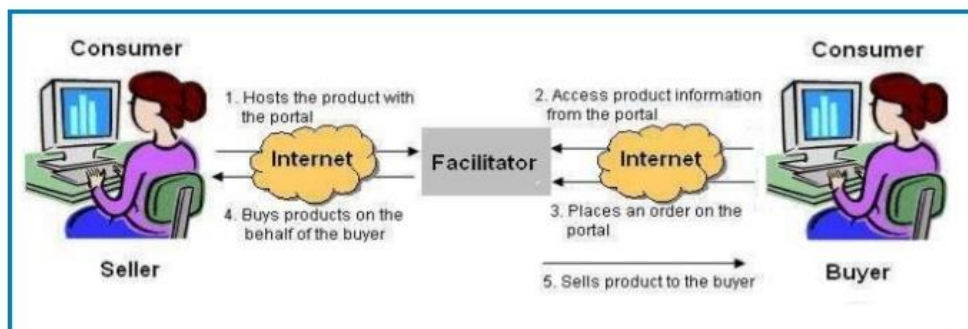 Consumer
Consumer
1. Hosts the product with
the portal
2. Access product information
from the portal
Internet
Facilitator
Internet
4. Buys products on the
behalf of the buyer
3. Places an order on the
portal
Seller
5. Sells product to the buyer
Buyer